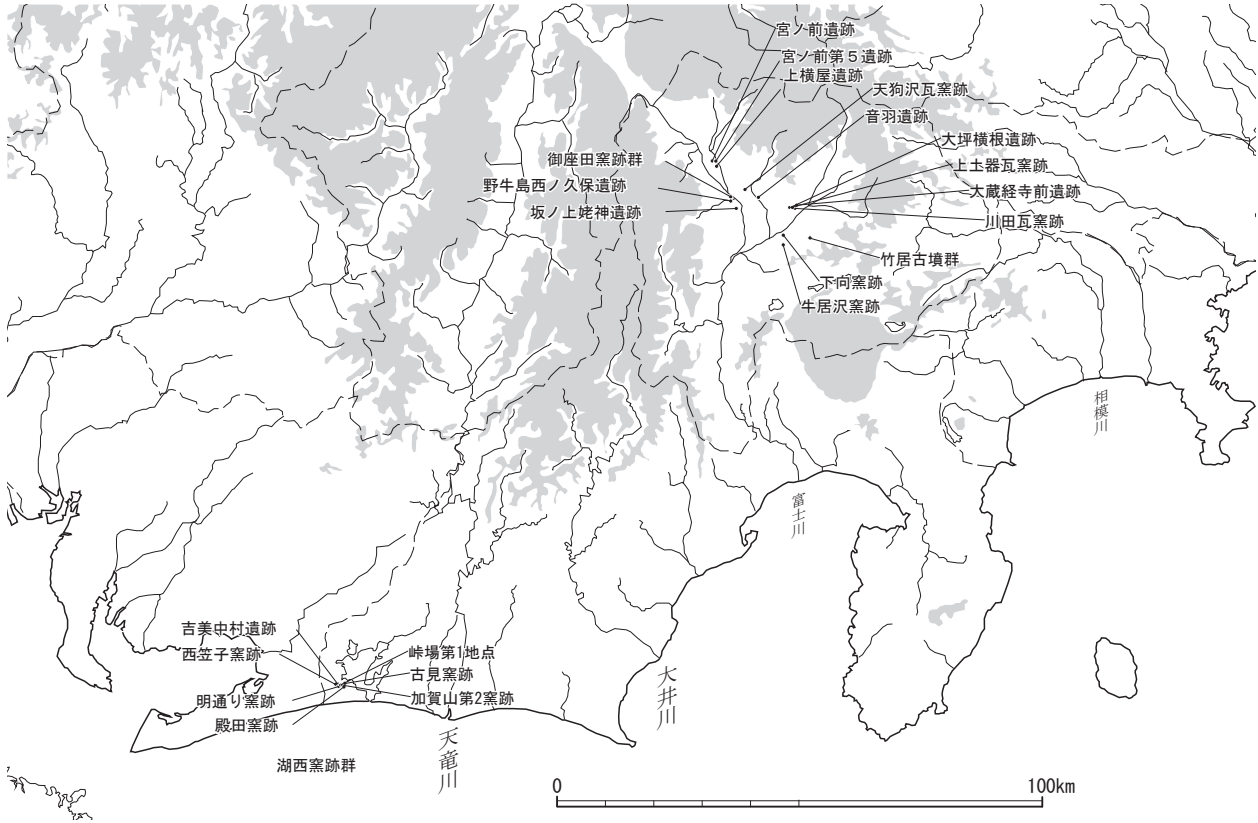 宮ノ前遺跡
宮ノ前第５遺跡
上横屋遺跡
天狗沢瓦窯跡
音羽遺跡
大坪横根遺跡
上土器瓦窯跡
大蔵経寺前遺跡
川田瓦窯跡
御座田窯跡群
野牛島西ノ久保遺跡
坂ノ上姥神遺跡
竹居古墳群
下向窯跡
牛居沢窯跡
相模川
富士川
吉美中村遺跡
西笠子窯跡
明通り窯跡
殿田窯跡
峠場第1地点
古見窯跡
加賀山第2窯跡
大井川
天竜川
湖西窯跡群
0
100km